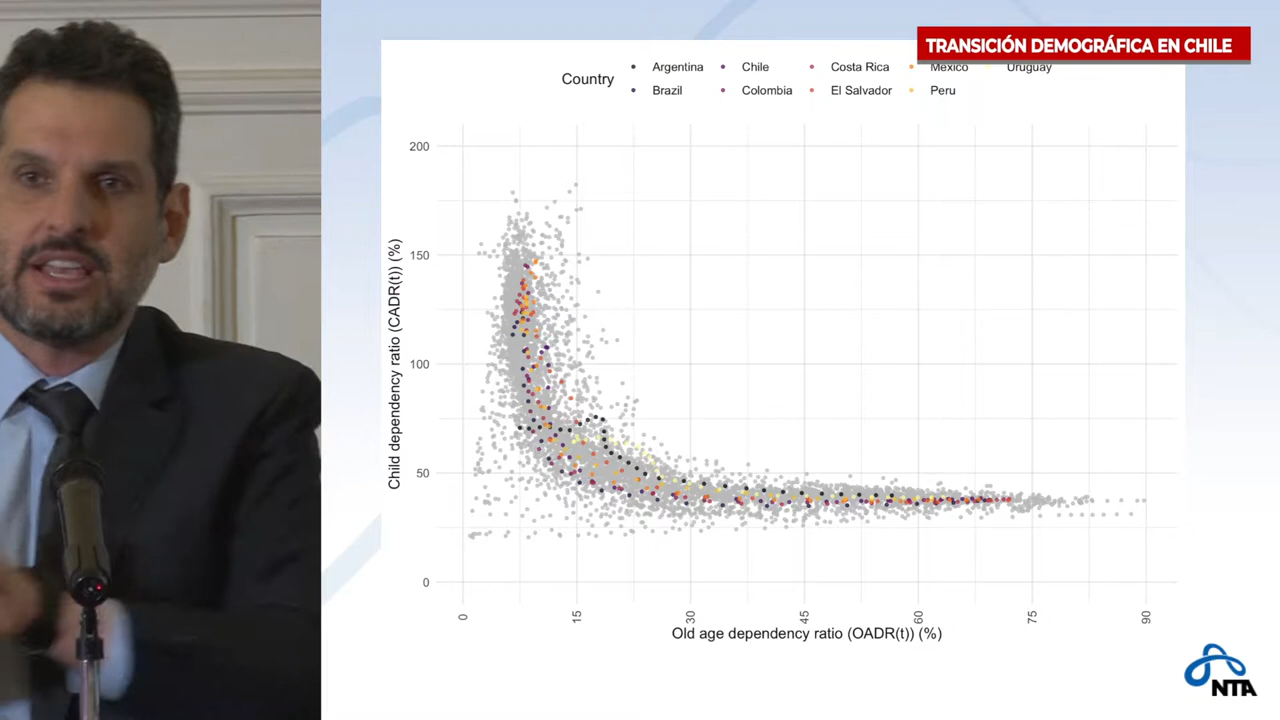 TRANSICIÓN DEMOGRÁFICA EN CHILE
Country
Argentina Chile Costa Rica Mexico Uruguay
Brazil Colombia El Salvador Peru
Child dependency ratio (CADR(t)) (%)
200
150
100
50
0
0 15 30 45 60 75 90
Old age dependency ratio (OADR(t)) (%)
NTA